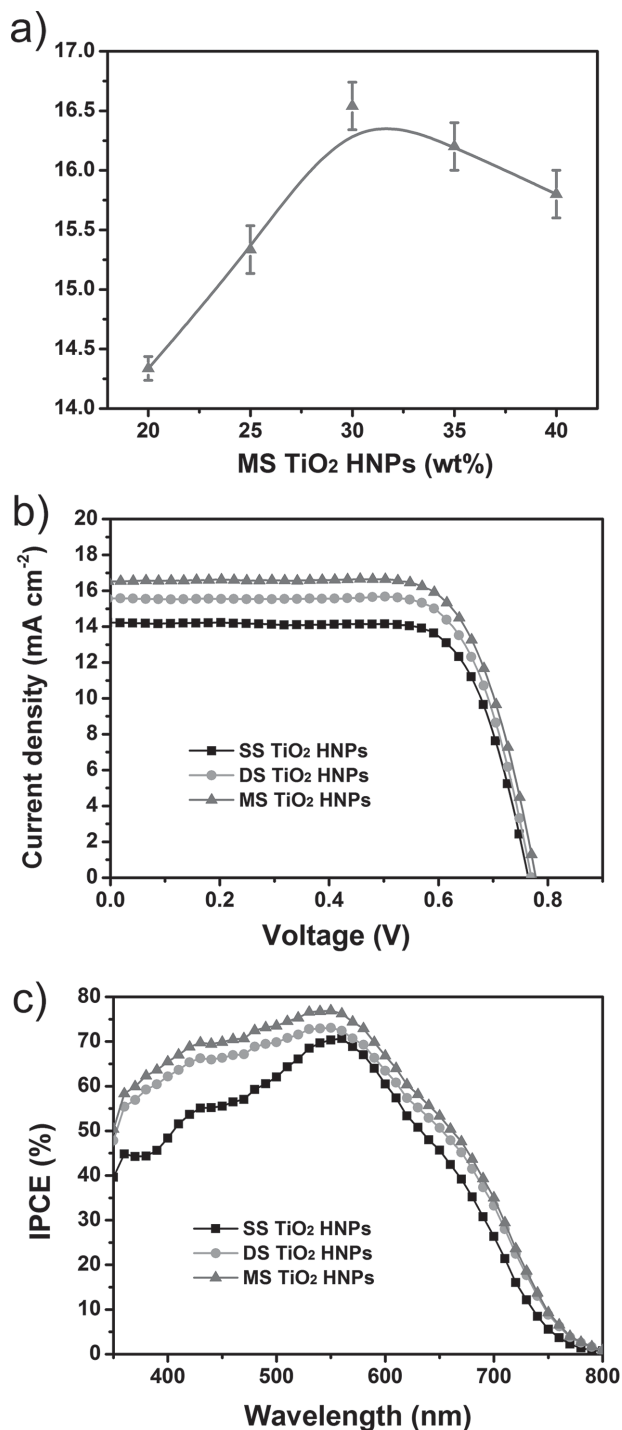 a)
17.0
16.5
16.0
15.5
15.0
14.5
14.0
20 25 30 35 40
MS TiO2 HNPs (wt%)
b)
Current density (mA cm-2)
20
18
16
14
12
10
8
6
4
2
0
SS TiO2 HNPs
DS TiO2 HNPs
MS TiO2 HNPs
0.0 0.2 0.4 0.6 0.8
Voltage (V)
c)
IPCE (%)
80
70
60
50
40
30
20
10
0
SS TiO2 HNPs
DS TiO2 HNPs
MS TiO2 HNPs
400 500 600 700 800
Wavelength (nm)